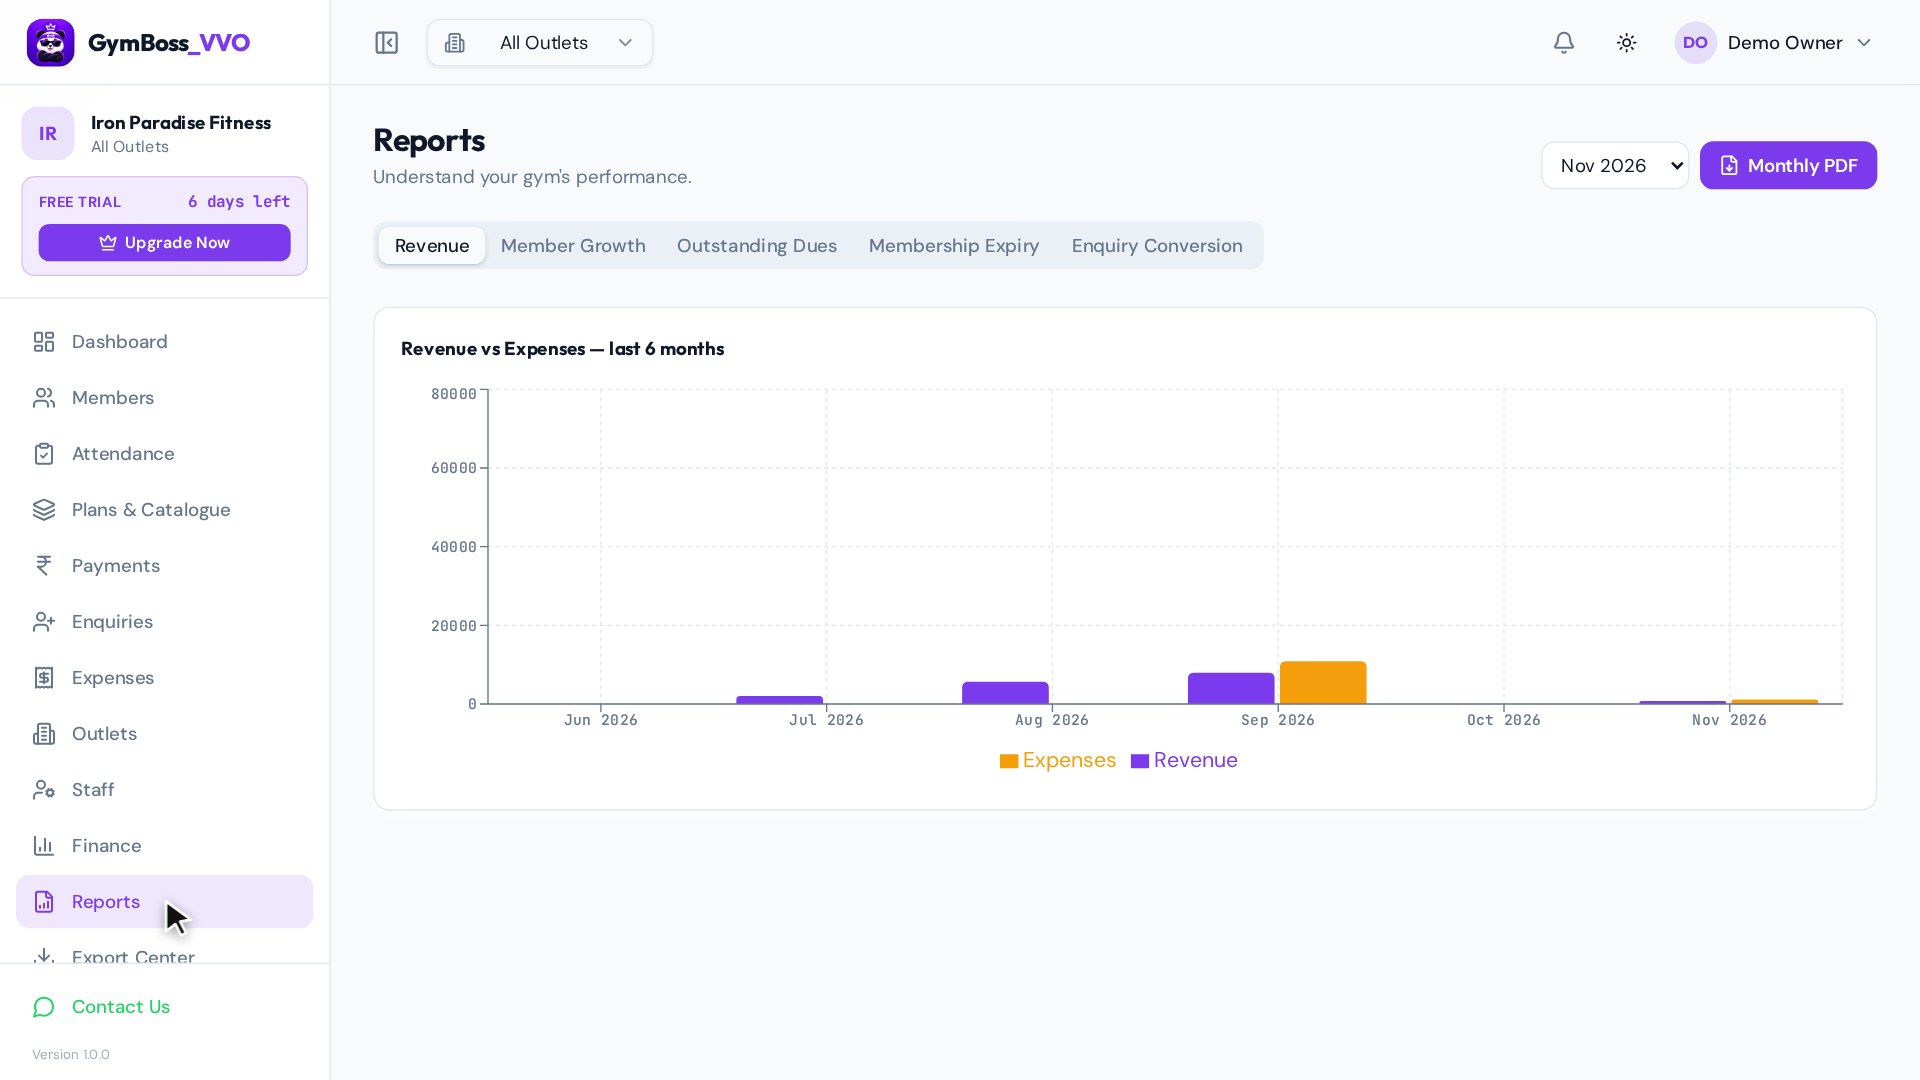 GymBoss_VVO
All Outlets
DO
Demo Owner
IR
Iron Paradise Fitness
All Outlets
FREE TRIAL
6 days left
Upgrade Now
Dashboard
Members
Attendance
Plans & Catalogue
Payments
Enquiries
Expenses
Outlets
Staff
Finance
Reports
Export Center
Contact Us
Version 1.0.0
Reports
Understand your gym's performance.
Nov 2026
Monthly PDF
Revenue
Member Growth
Outstanding Dues
Membership Expiry
Enquiry Conversion
Revenue vs Expenses — last 6 months
80000
60000
40000
20000
0
Jun 2026
Jul 2026
Aug 2026
Sep 2026
Oct 2026
Nov 2026
Expenses
Revenue